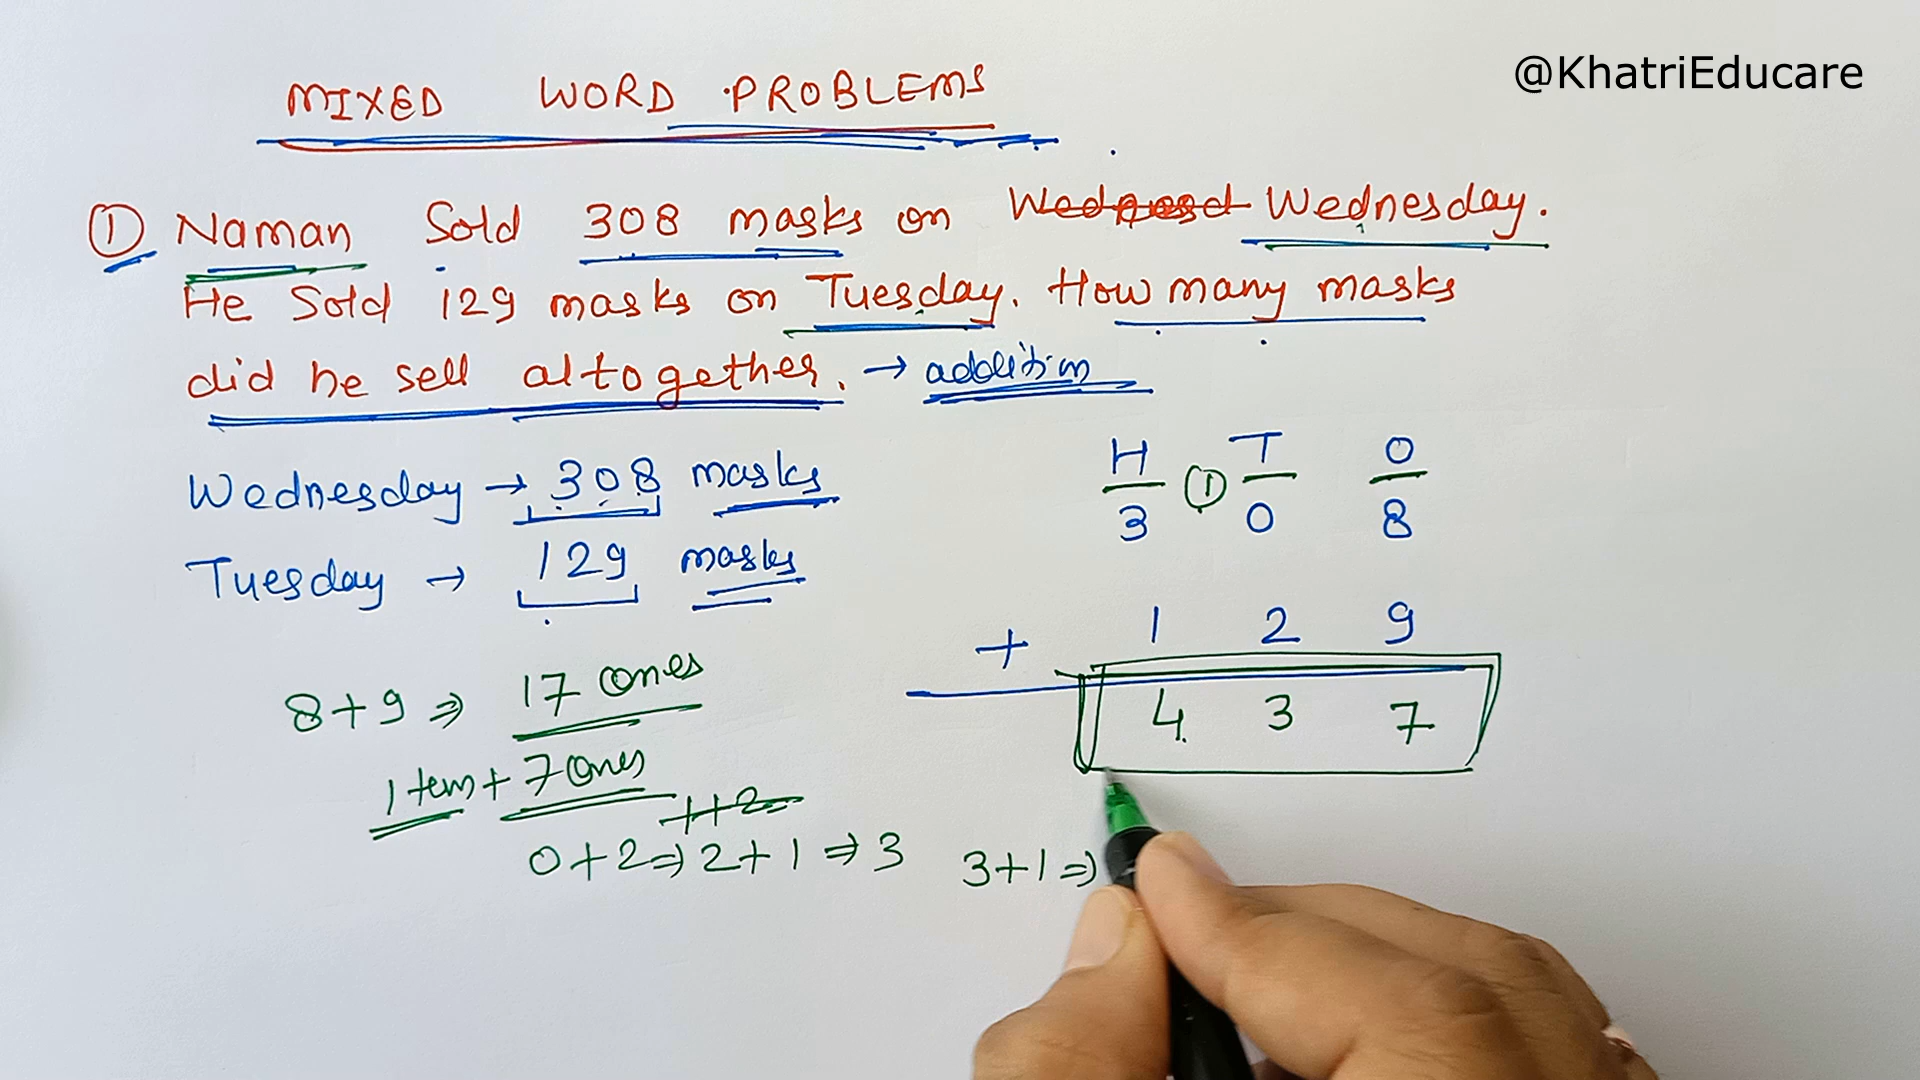 @KhatriEducare
MIXED WORD PROBLEMS
① Naman Sold 308 masks on Wednesday.
He Sold 129 masks on Tuesday. How many masks
did he sell altogether. → addition
Wednesday → 308 masks
Tuesday → 129 masks
H ① T O
3 0 8
+ 1 2 9
4 3 7
8+9 ⇒ 17 ones
1 ten + 7 ones
1+2
0+2 ⇒ 2+1 ⇒ 3 3+1 ⇒